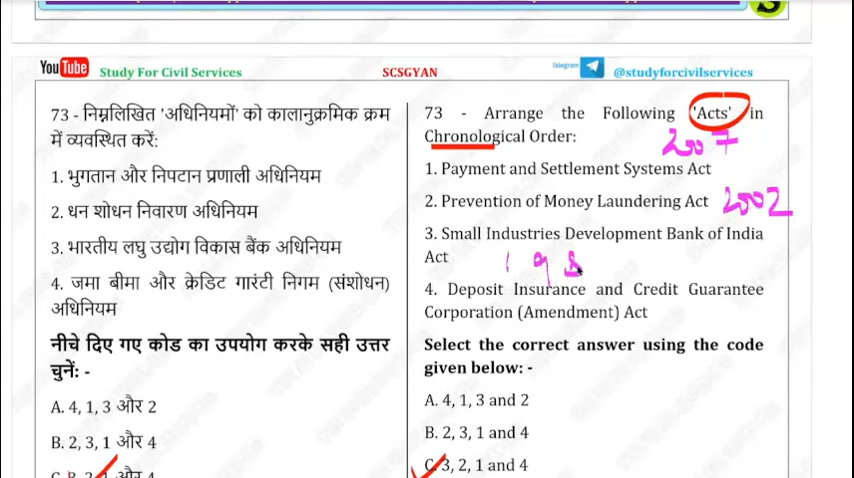 YouTube Study For Civil Services
SCSGYAN
Telegram @studyforcivilservices
73 - निम्नलिखित 'अधिनियमों' को कालानुक्रमिक क्रम
में व्यवस्थित करें:
1. भुगतान और निपटान प्रणाली अधिनियम
2. धन शोधन निवारण अधिनियम
3. भारतीय लघु उद्योग विकास बैंक अधिनियम
4. जमा बीमा और क्रेडिट गारंटी निगम (संशोधन)
अधिनियम
नीचे दिए गए कोड का उपयोग करके सही उत्तर
चुनें: -
A. 4, 1, 3 और 2
B. 2, 3, 1 और 4
73 - Arrange the Following 'Acts' in
Chronological Order:
2007
1. Payment and Settlement Systems Act
2. Prevention of Money Laundering Act 2002
3. Small Industries Development Bank of India
Act
198
4. Deposit Insurance and Credit Guarantee
Corporation (Amendment) Act
Select the correct answer using the code
given below: -
A. 4, 1, 3 and 2
B. 2, 3, 1 and 4
C. 3, 2, 1 and 4